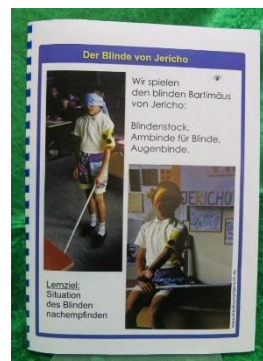 Der Blinde von Jericho
Wir spielen
den blinden Bartimäus
von Jericho:
Blindenstock,
Armbinde für Blinde,
Augenbinde.
JERICHO
Lernziel:
Situation
des Blinden
nachempfinden